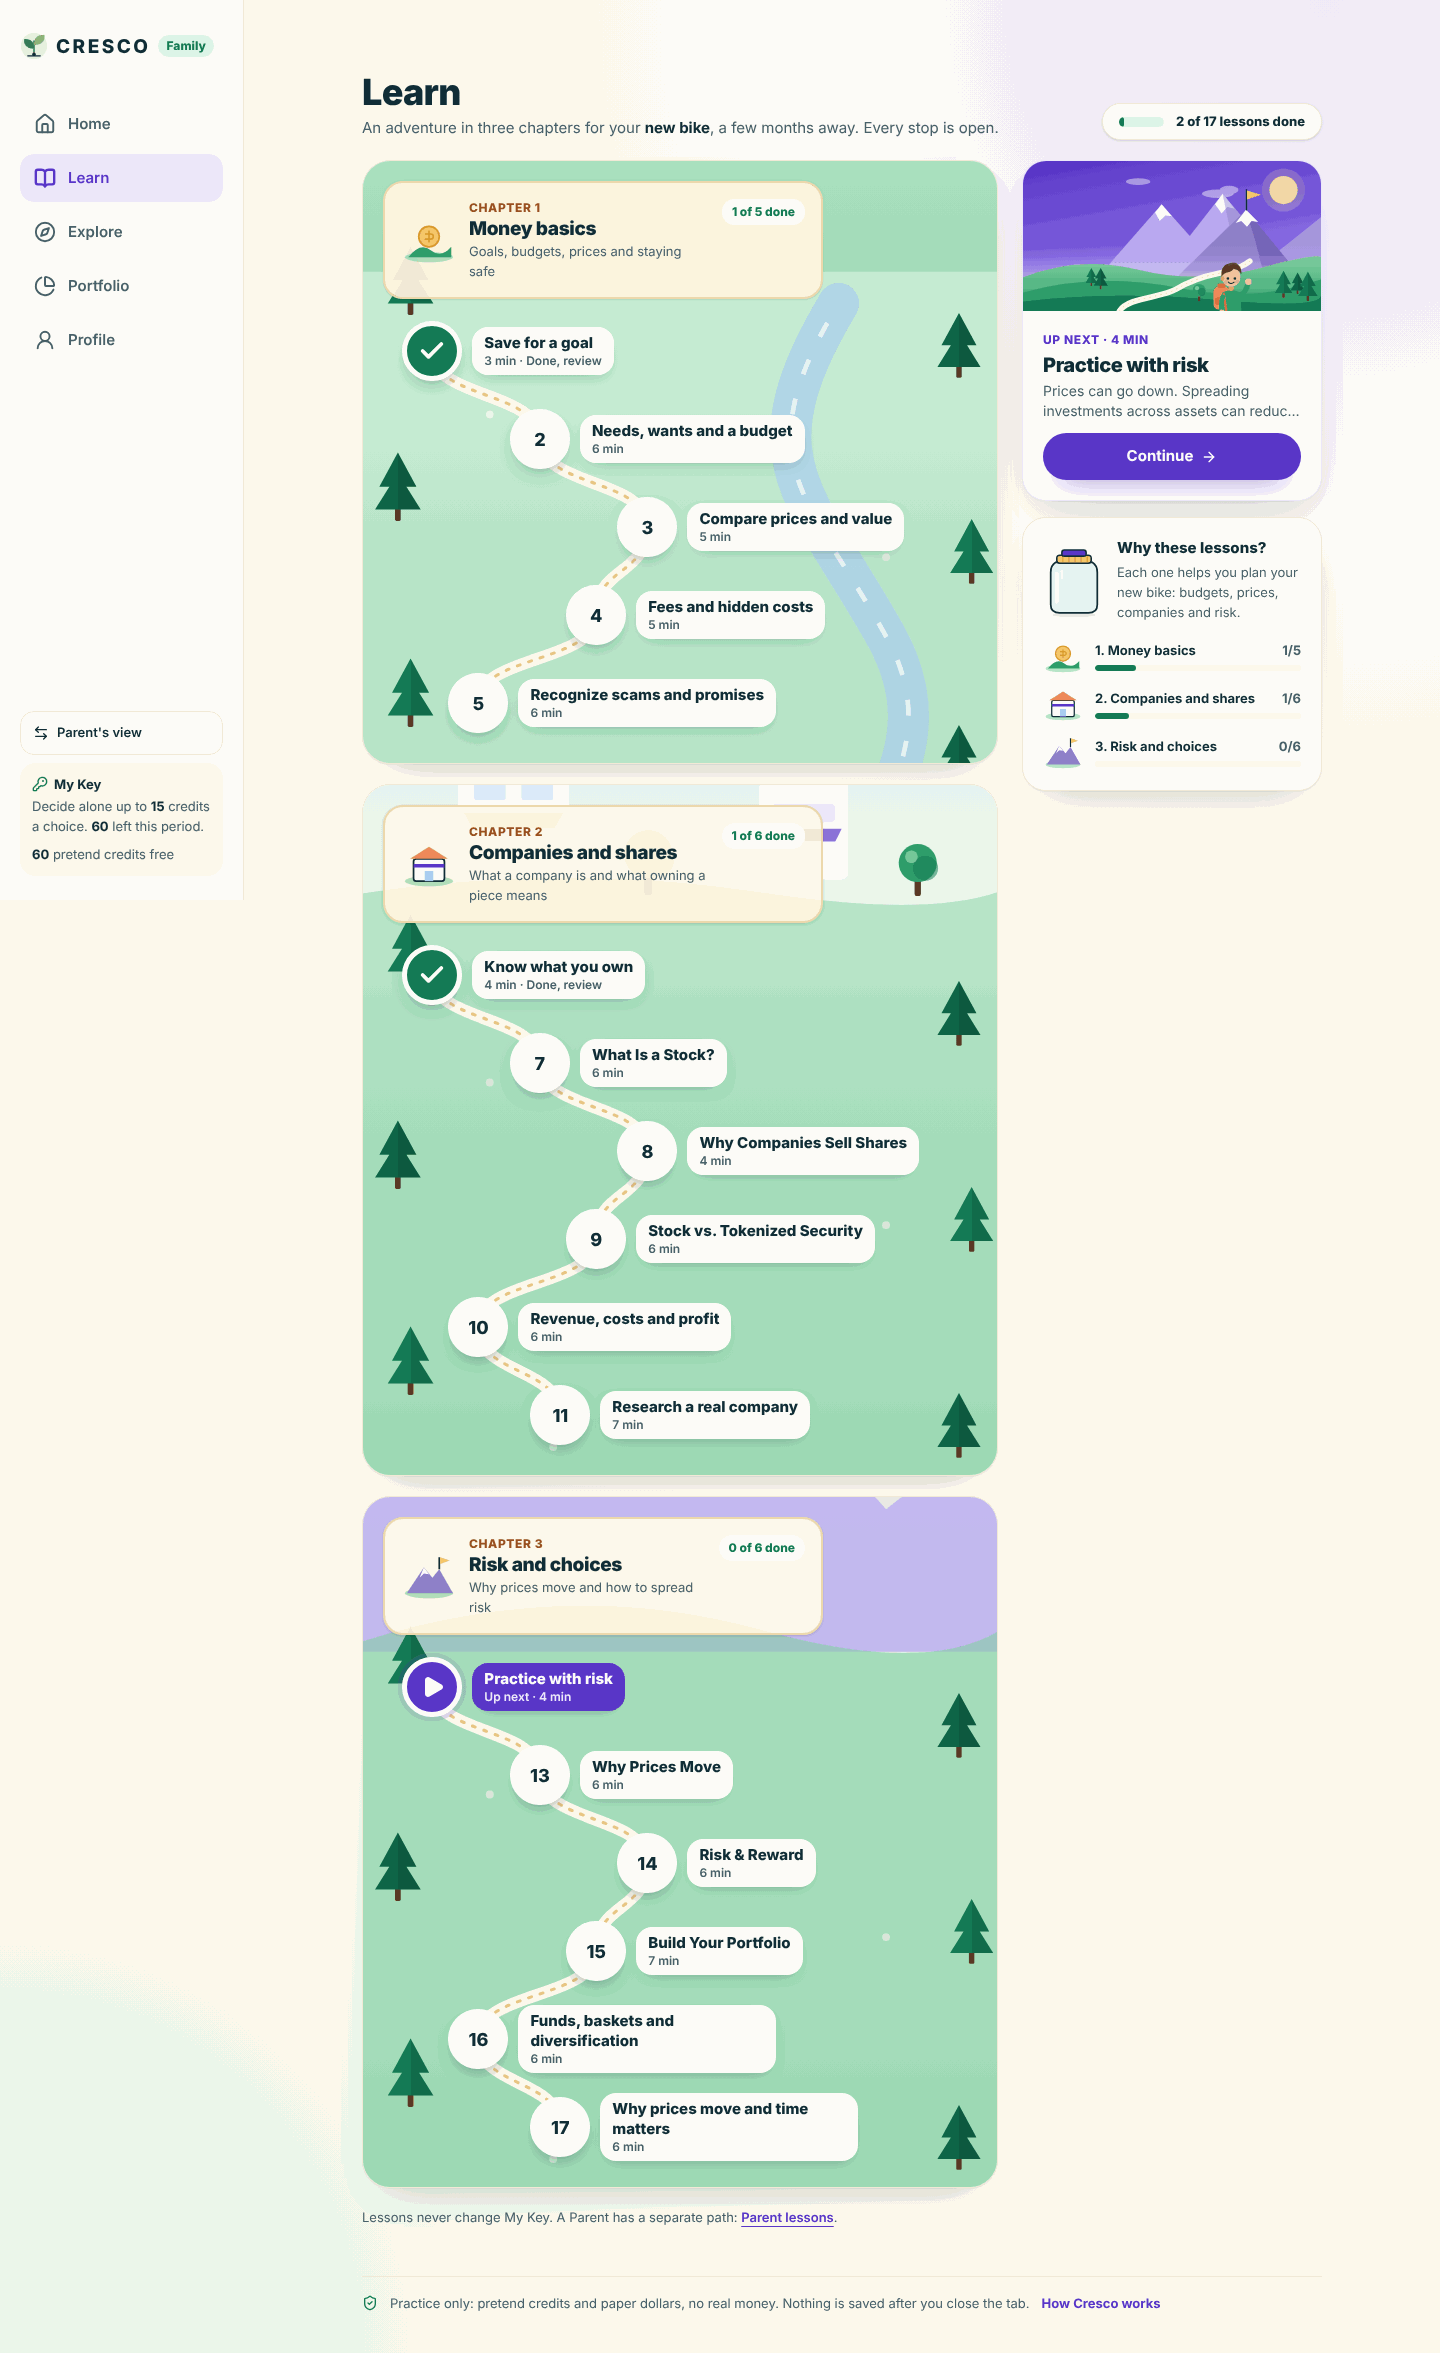 CRESCO Family
Home
Learn
Explore
Portfolio
Profile
Parent's view
My Key
Decide alone up to 15 credits
a choice. 60 left this period.
60 pretend credits free
Learn
An adventure in three chapters for your new bike, a few months away. Every stop is open.
2 of 17 lessons done
CHAPTER 1
1 of 5 done
Money basics
Goals, budgets, prices and staying
safe
Save for a goal
3 min · Done, review
2
Needs, wants and a budget
6 min
3
Compare prices and value
5 min
4
Fees and hidden costs
5 min
5
Recognize scams and promises
6 min
CHAPTER 2
1 of 6 done
Companies and shares
What a company is and what owning a
piece means
Know what you own
4 min · Done, review
7
What Is a Stock?
6 min
8
Why Companies Sell Shares
4 min
9
Stock vs. Tokenized Security
6 min
10
Revenue, costs and profit
6 min
11
Research a real company
7 min
CHAPTER 3
0 of 6 done
Risk and choices
Why prices move and how to spread
risk
Practice with risk
Up next · 4 min
13
Why Prices Move
6 min
14
Risk & Reward
6 min
15
Build Your Portfolio
7 min
16
Funds, baskets and
diversification
6 min
17
Why prices move and time
matters
6 min
UP NEXT · 4 MIN
Practice with risk
Prices can go down. Spreading
investments across assets can reduc...
Continue
Why these lessons?
Each one helps you plan your
new bike: budgets, prices,
companies and risk.
1. Money basics 1/5
2. Companies and shares 1/6
3. Risk and choices 0/6
Lessons never change My Key. A Parent has a separate path: Parent lessons.
Practice only: pretend credits and paper dollars, no real money. Nothing is saved after you close the tab. How Cresco works